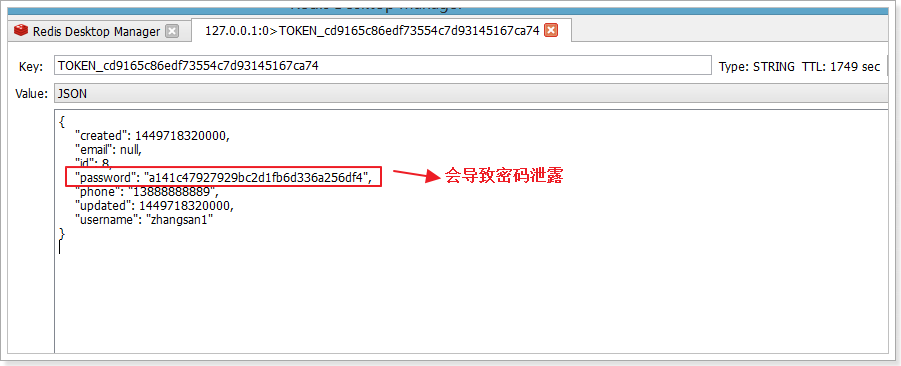 Redis Desktop Manager
Redis Desktop Manager
127.0.0.1:0>TOKEN_cd9165c86edf73554c7d93145167ca74
Key: TOKEN_cd9165c86edf73554c7d93145167ca74 Type: STRING TTL: 1749 sec
Value: JSON
{
"created": 1449718320000,
"email": null,
"id": 8,
"password": "a141c47927929bc2d1fb6d336a256df4", 会导致密码泄露
"phone": "13888888889",
"updated": 1449718320000,
"username": "zhangsan1"
}